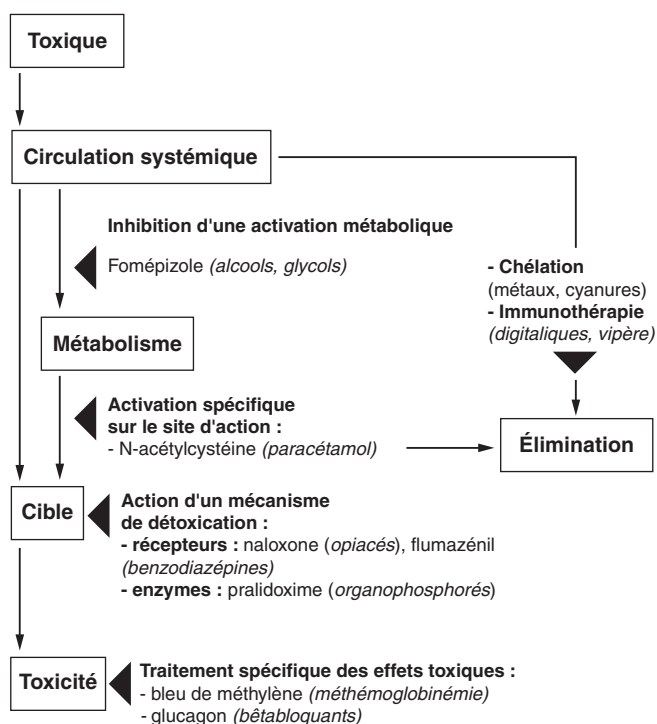 Toxique
Circulation systémique
Inhibition d'une activation métabolique
Fomépizole (alcools, glycols)
- Chélation
(métaux, cyanures)
- Immunothérapie
(digitaliques, vipère)
Métabolisme
Activation spécifique
sur le site d'action :
- N-acétylcystéine (paracétamol)
Élimination
Cible
Action d'un mécanisme
de détoxication :
- récepteurs : naloxone (opiacés), flumazénil
(benzodiazépines)
- enzymes : pralidoxime (organophosphorés)
Toxicité
Traitement spécifique des effets toxiques :
- bleu de méthylène (méthémoglobinémie)
- glucagon (bêtabloquants)